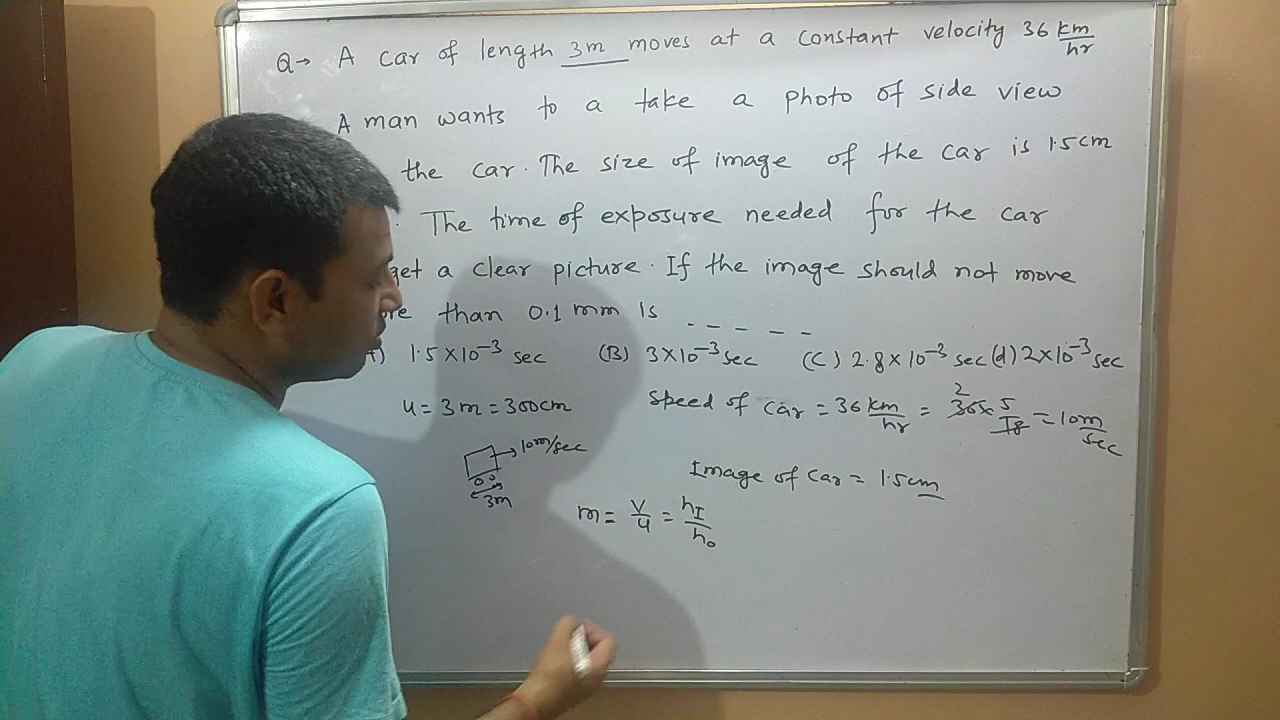 Q→ A car of length 3m moves at a constant velocity 36 km/hr
A man wants to a take a photo of side view
the car. The size of image of the car is 1.5cm
. The time of exposure needed for the car
get a clear picture. If the image should not move
than 0.1 mm is _ _ _ _ _
) 1.5×10⁻³ sec (B) 3×10⁻³ sec (C) 2.8×10⁻³ sec (d) 2×10⁻³ sec
u = 3m = 300cm
Speed of car = 36 km/hr = 36× 5/18 = 10 m/sec
2
→10m/sec
3m
Image of car = 1.5cm
m = v/u = hI/ho